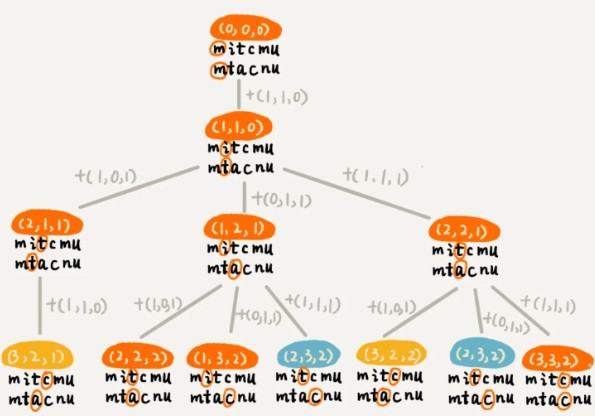 (0,0,0)
mitcmu
mtacnu
+(1,1,0)
(1,1,0)
mitcmu
mtacnu
+(1,0,1)
+(0,1,1)
+(1,1,1)
(2,1,1)
mitcmu
mtacnu
(1,2,1)
mitcmu
mtacnu
(2,2,1)
mitcmu
mtacnu
+(1,1,0)
+(1,0,1)
+(0,1,1)
+(1,1,1)
+(1,0,1)
+(0,1,1)
+(1,1,1)
(3,2,1)
(2,2,2)
(1,3,2)
(2,3,2)
(3,2,2)
(2,3,2)
(3,3,2)
mitcmu
mitcmu
mitcmu
mitcmu
mitcmu
mitcmu
mitcmu
mtacnu
mtacnu
mtacnu
mtacnu
mtacnu
mtacnu
mtacnu